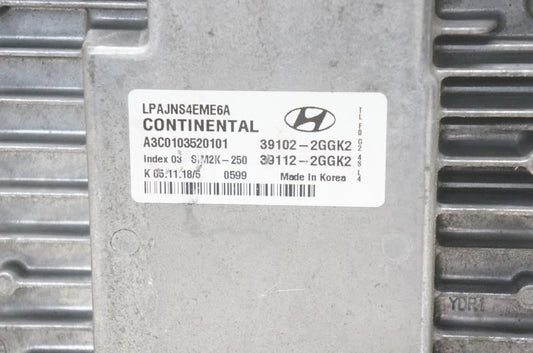 LPAJNS4EME6A
CONTINENTAL
A3C0103520101 39102-2GGK2
Index 03 SIM2K-250 39112-2GGK2
K 05.11.18/5 0599 Made in Korea
YDR1